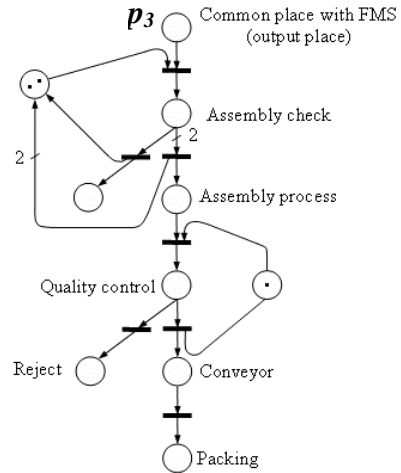 p3
Common place with FMS
(output place)
Assembly check
2
2
Assembly process
Quality control
Reject
Conveyor
Packing